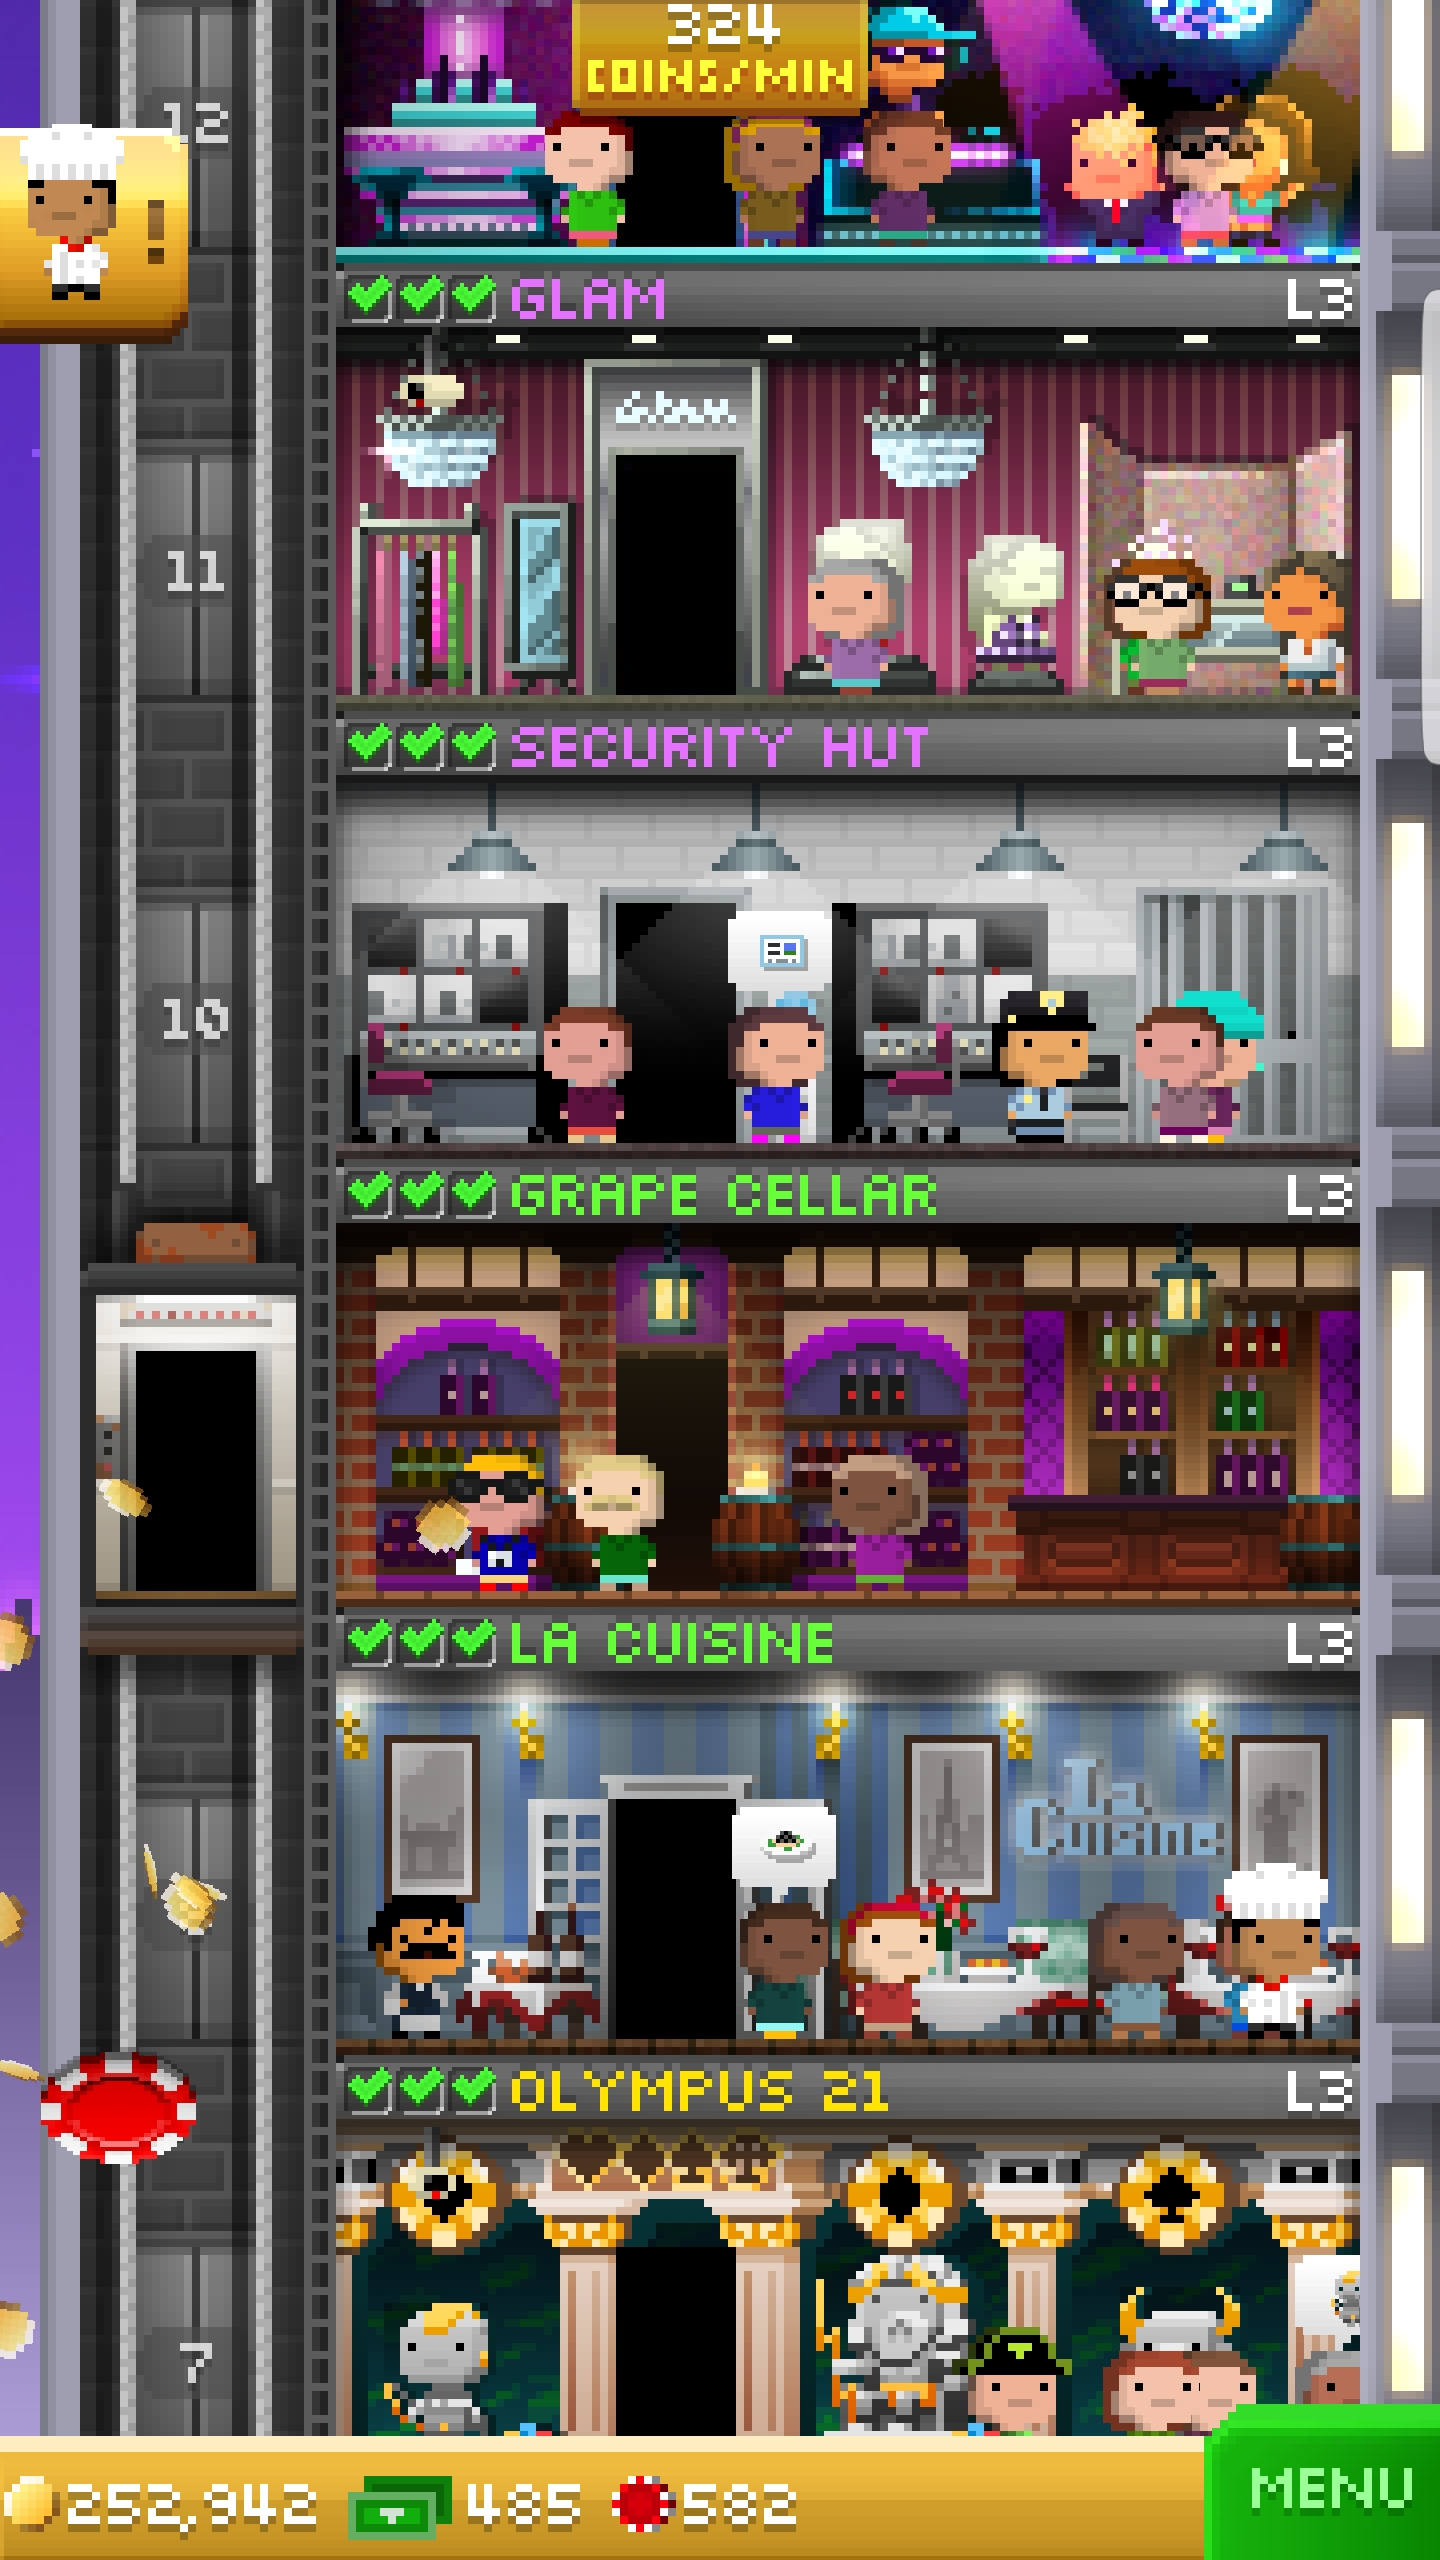 324
COINS/MIN
12
!
GLAM L3
Glam
11
SECURITY HUT L3
10
GRAPE CELLAR L3
LA CUISINE L3
La
Cuisine
OLYMPUS 21 L3
7
252,942 485 582
MENU